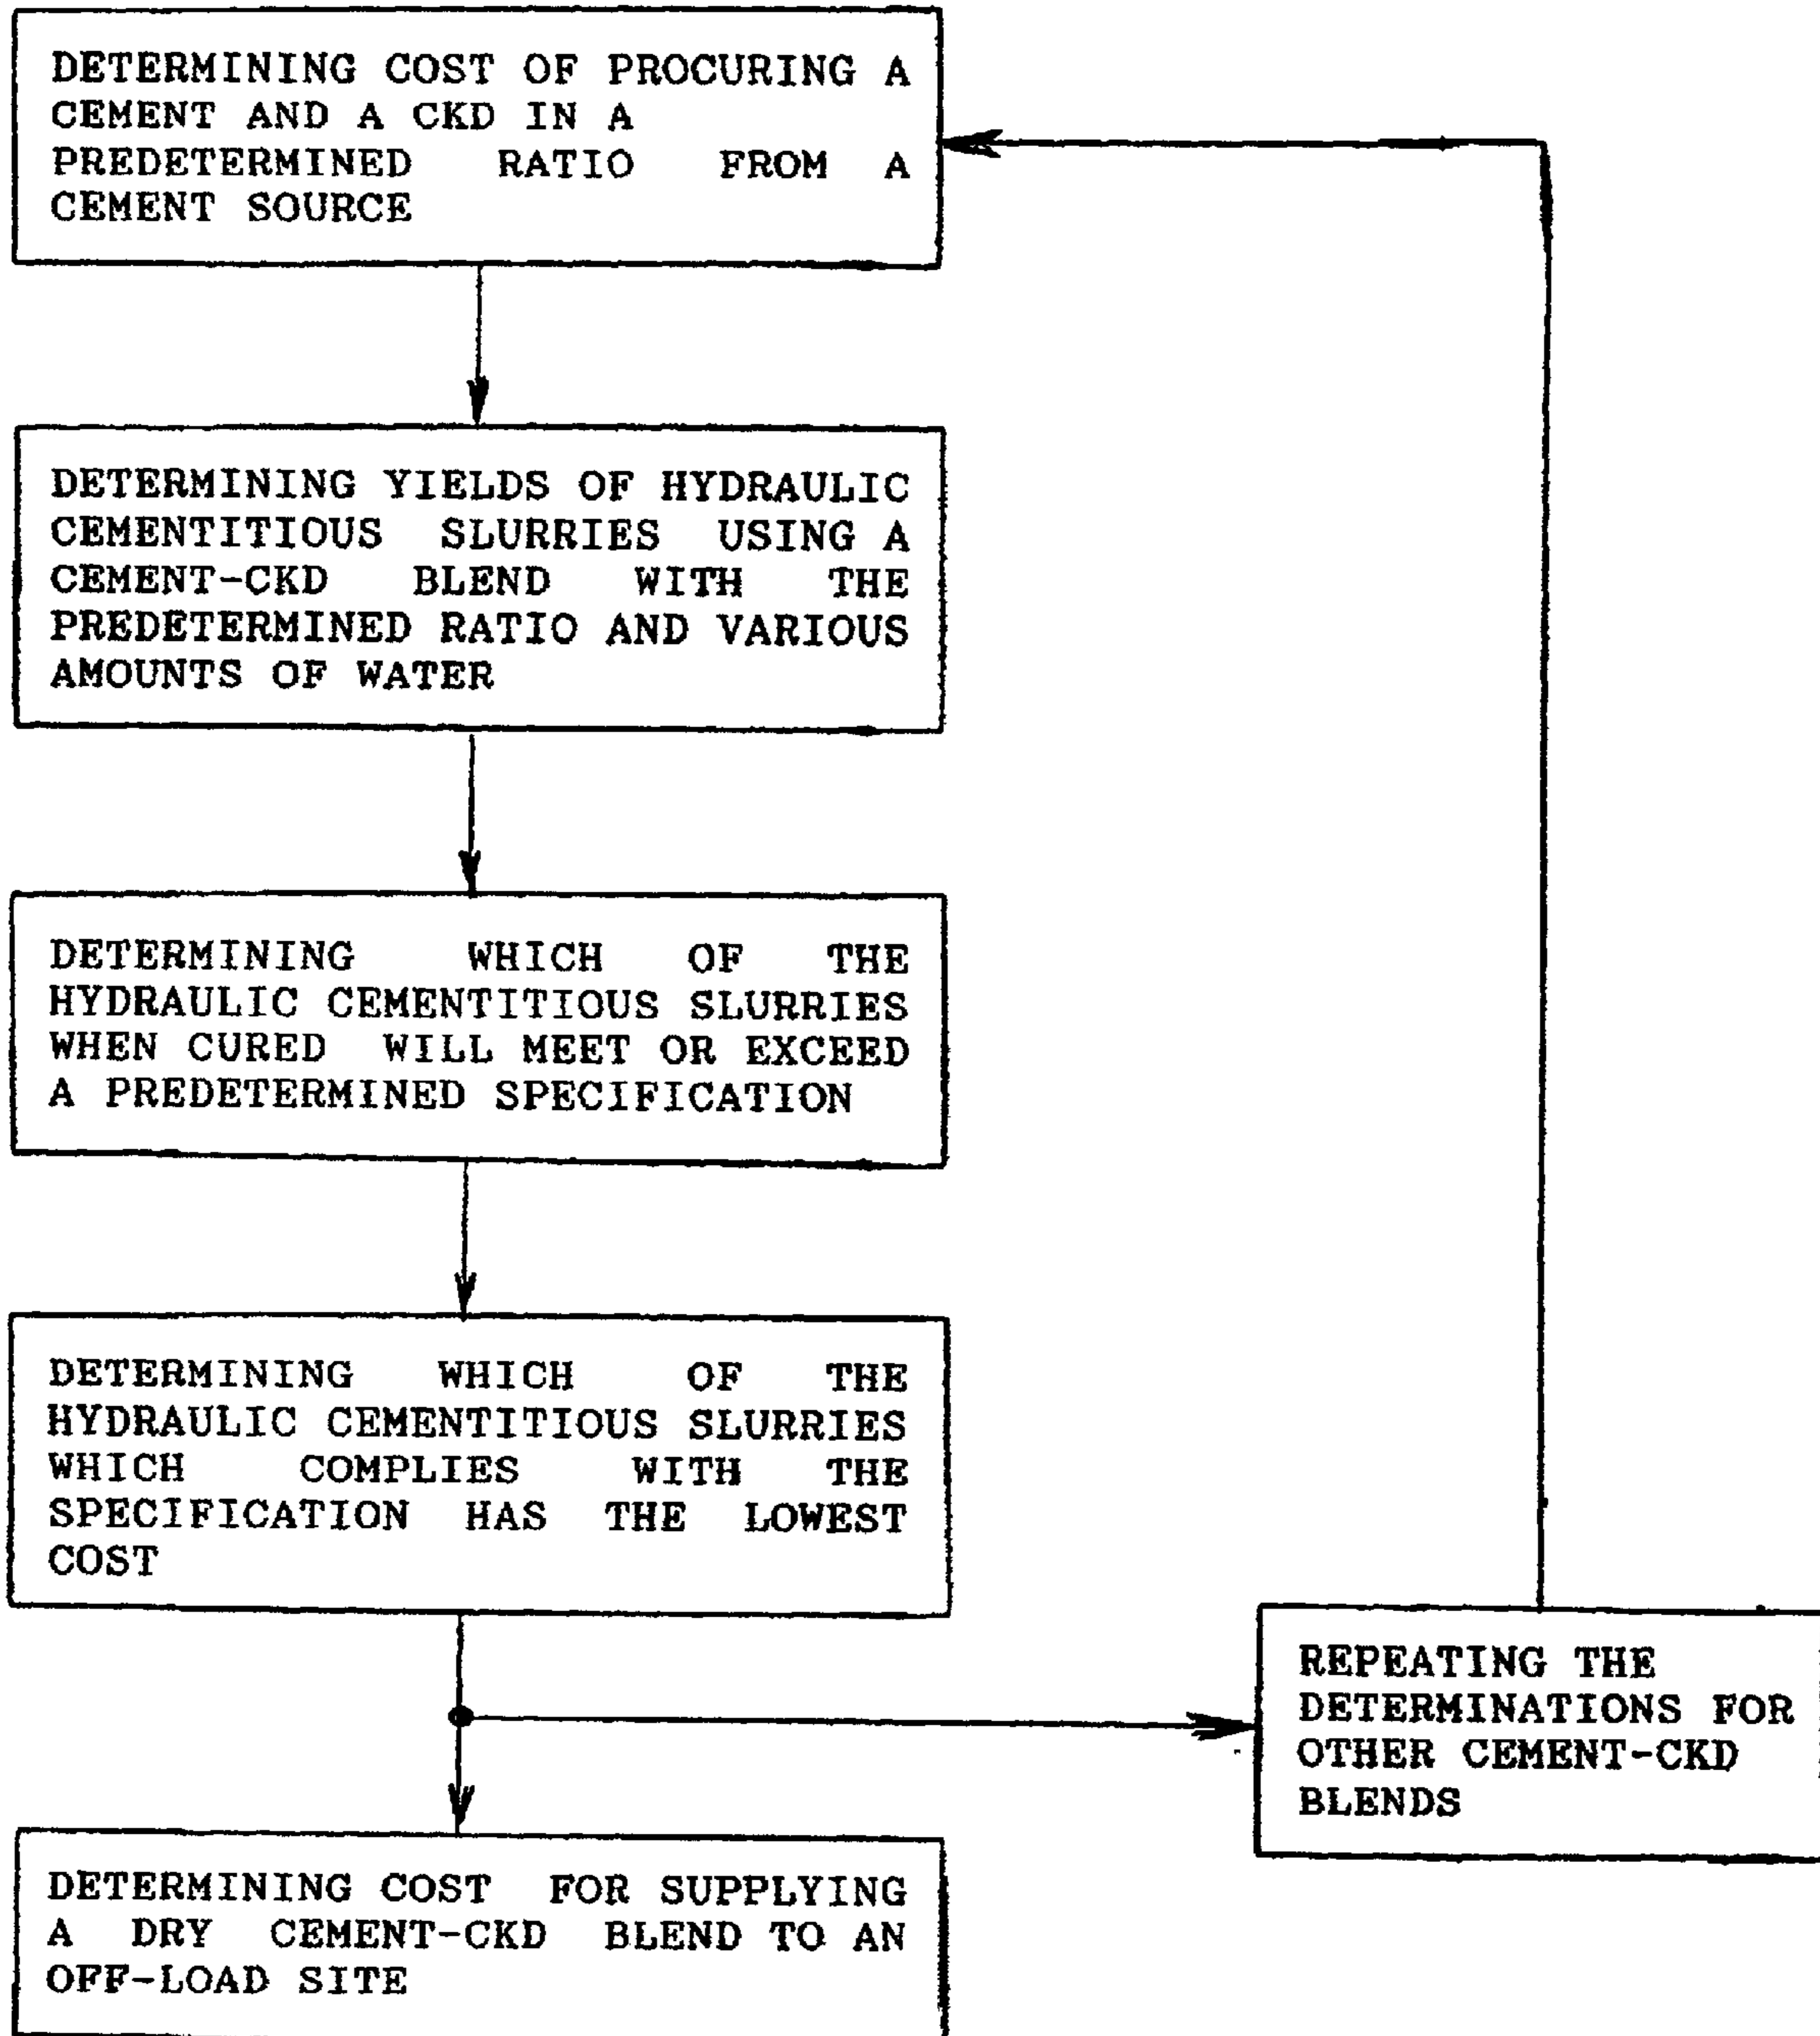 DETERMINING COST OF PROCURING A
CEMENT AND A CKD IN A
PREDETERMINED RATIO FROM A
CEMENT SOURCE
DETERMINING YIELDS OF HYDRAULIC
CEMENTITIOUS SLURRIES USING A
CEMENT-CKD BLEND WITH THE
PREDETERMINED RATIO AND VARIOUS
AMOUNTS OF WATER
DETERMINING WHICH OF THE
HYDRAULIC CEMENTITIOUS SLURRIES
WHEN CURED WILL MEET OR EXCEED
A PREDETERMINED SPECIFICATION
DETERMINING WHICH OF THE
HYDRAULIC CEMENTITIOUS SLURRIES
WHICH COMPLIES WITH THE
SPECIFICATION HAS THE LOWEST
COST
REPEATING THE
DETERMINATIONS FOR
OTHER CEMENT-CKD
BLENDS
DETERMINING COST FOR SUPPLYING
A DRY CEMENT-CKD BLEND TO AN
OFF-LOAD SITE